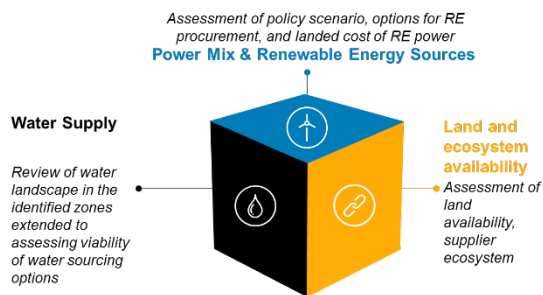 Assessment of policy scenario, options for RE
procurement, and landed cost of RE power
Power Mix & Renewable Energy Sources
Water Supply
Review of water
landscape in the
identified zones
extended to
assessing viability
of water sourcing
options
Land and
ecosystem
availability
Assessment of
land
availability,
supplier
ecosystem